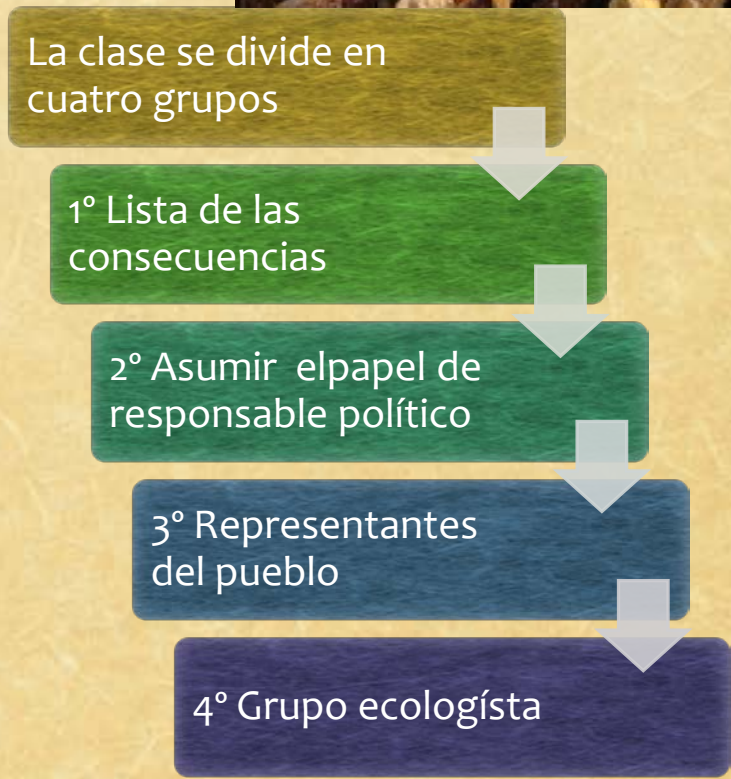 La clase se divide en
cuatro grupos
1º Lista de las
consecuencias
2º Asumir elpapel de
responsable político
3º Representantes
del pueblo
4º Grupo ecologísta